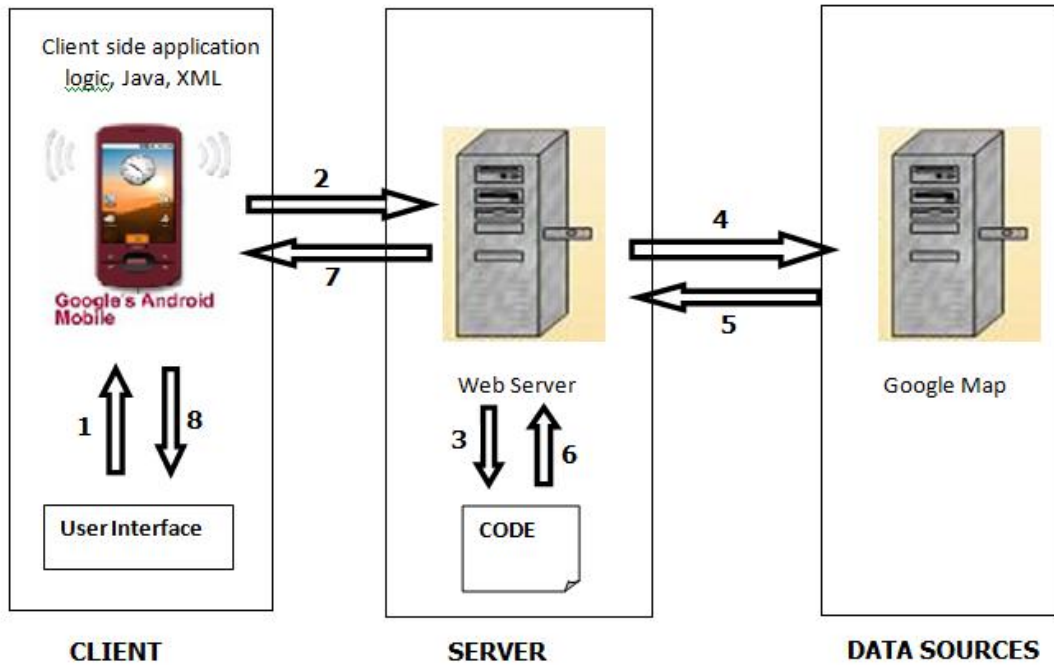 Client side application
logic, Java, XML
Google's Android
Mobile
1
8
User Interface
CLIENT
2
7
Web Server
3
6
CODE
SERVER
4
5
Google Map
DATA SOURCES